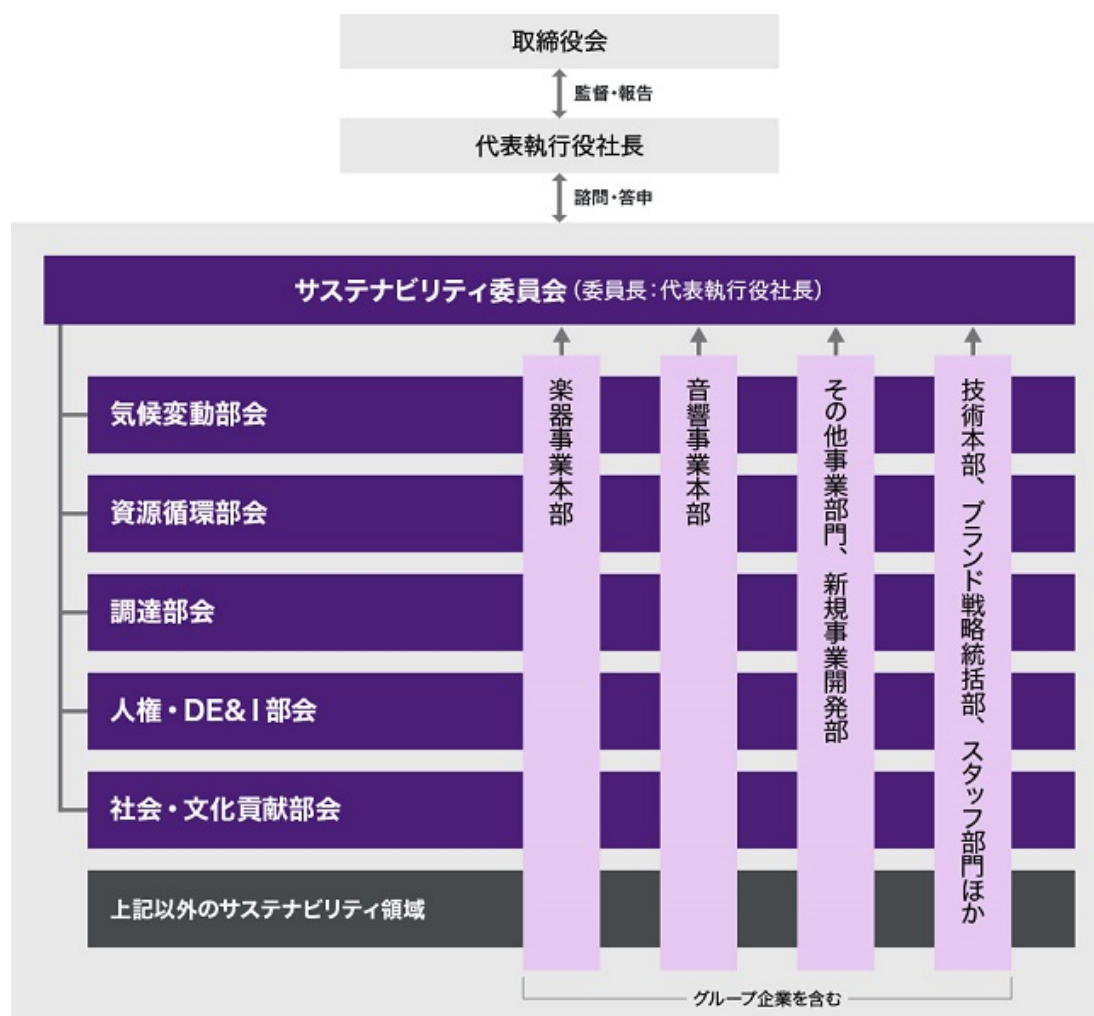 取締役会
監督・報告
代表執行役社長
諮問・答申
サステナビリティ委員会(委員長:代表執行役社長)
気候変動部会
資源循環部会
調達部会
人権・DE&I部会
社会・文化貢献部会
上記以外のサステナビリティ領域
楽器事業本部
音響事業本部
その他事業部門、新規事業開発部
技術本部、ブランド戦略統括部、スタッフ部門ほか
グループ企業を含む